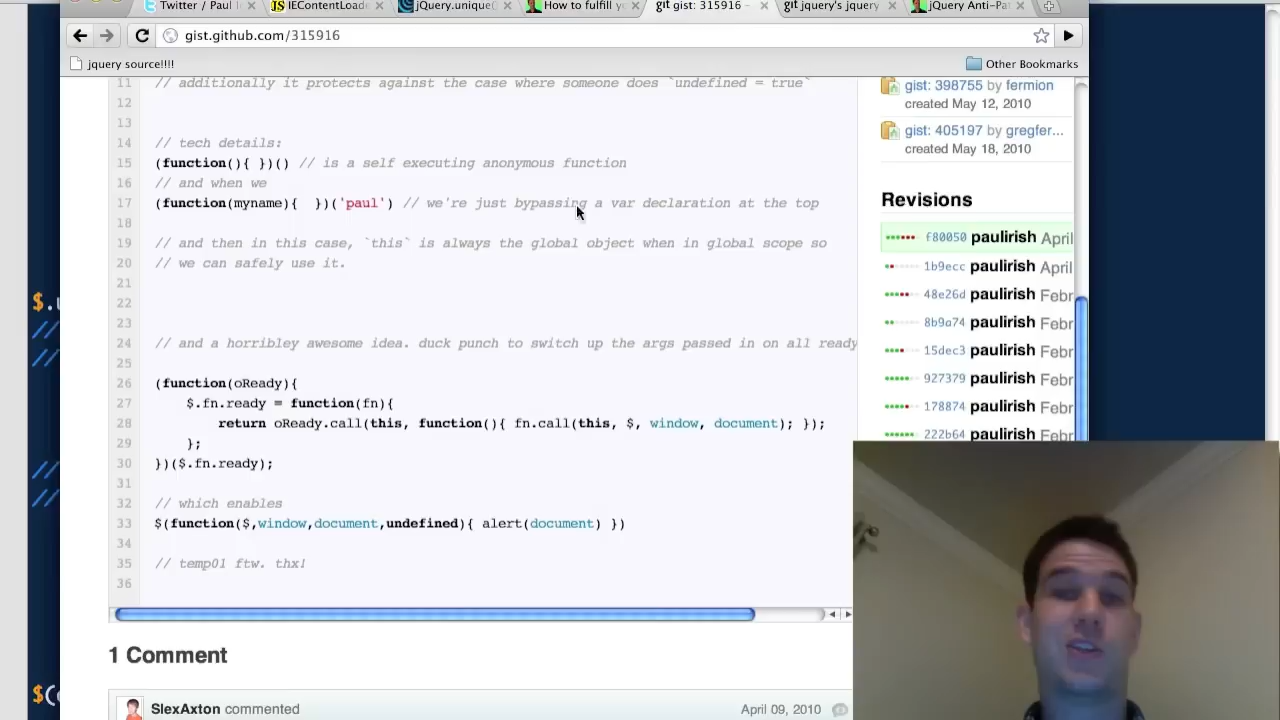 Twitter / Paul I
IEContentLoade
jQuery.unique(
How to fulfill yo
git gist: 315916 –
git jquery's jquery
jQuery Anti-Pat
gist.github.com/315916
jquery source!!!!
Other Bookmarks
11 // additionally it protects against the case where someone does `undefined = true`
12
13
14 // tech details:
15 (function(){ })() // is a self executing anonymous function
16 // and when we
17 (function(myname){  })('paul') // we're just bypassing a var declaration at the top
18
19 // and then in this case, `this` is always the global object when in global scope so
20 // we can safely use it.
21
22
23
24 // and a horribley awesome idea. duck punch to switch up the args passed in on all ready
25
26 (function(oReady){
27 $.fn.ready = function(fn){
28 return oReady.call(this, function(){ fn.call(this, $, window, document); });
29 };
30 })($.fn.ready);
31
32 // which enables
33 $(function($,window,document,undefined){ alert(document) })
34
35 // temp01 ftw. thx!
36
gist: 398755 by fermion
created May 12, 2010
gist: 405197 by gregfer...
created May 18, 2010
Revisions
f80050 paulirish April
1b9ecc paulirish April
48e26d paulirish Febr
8b9a74 paulirish Febr
15dec3 paulirish Febr
927379 paulirish Febr
178874 paulirish Febr
222b64 paulirish Febr
1 Comment
SlexAxton commented
April 09, 2010
$.u
//
//
//
//
$(